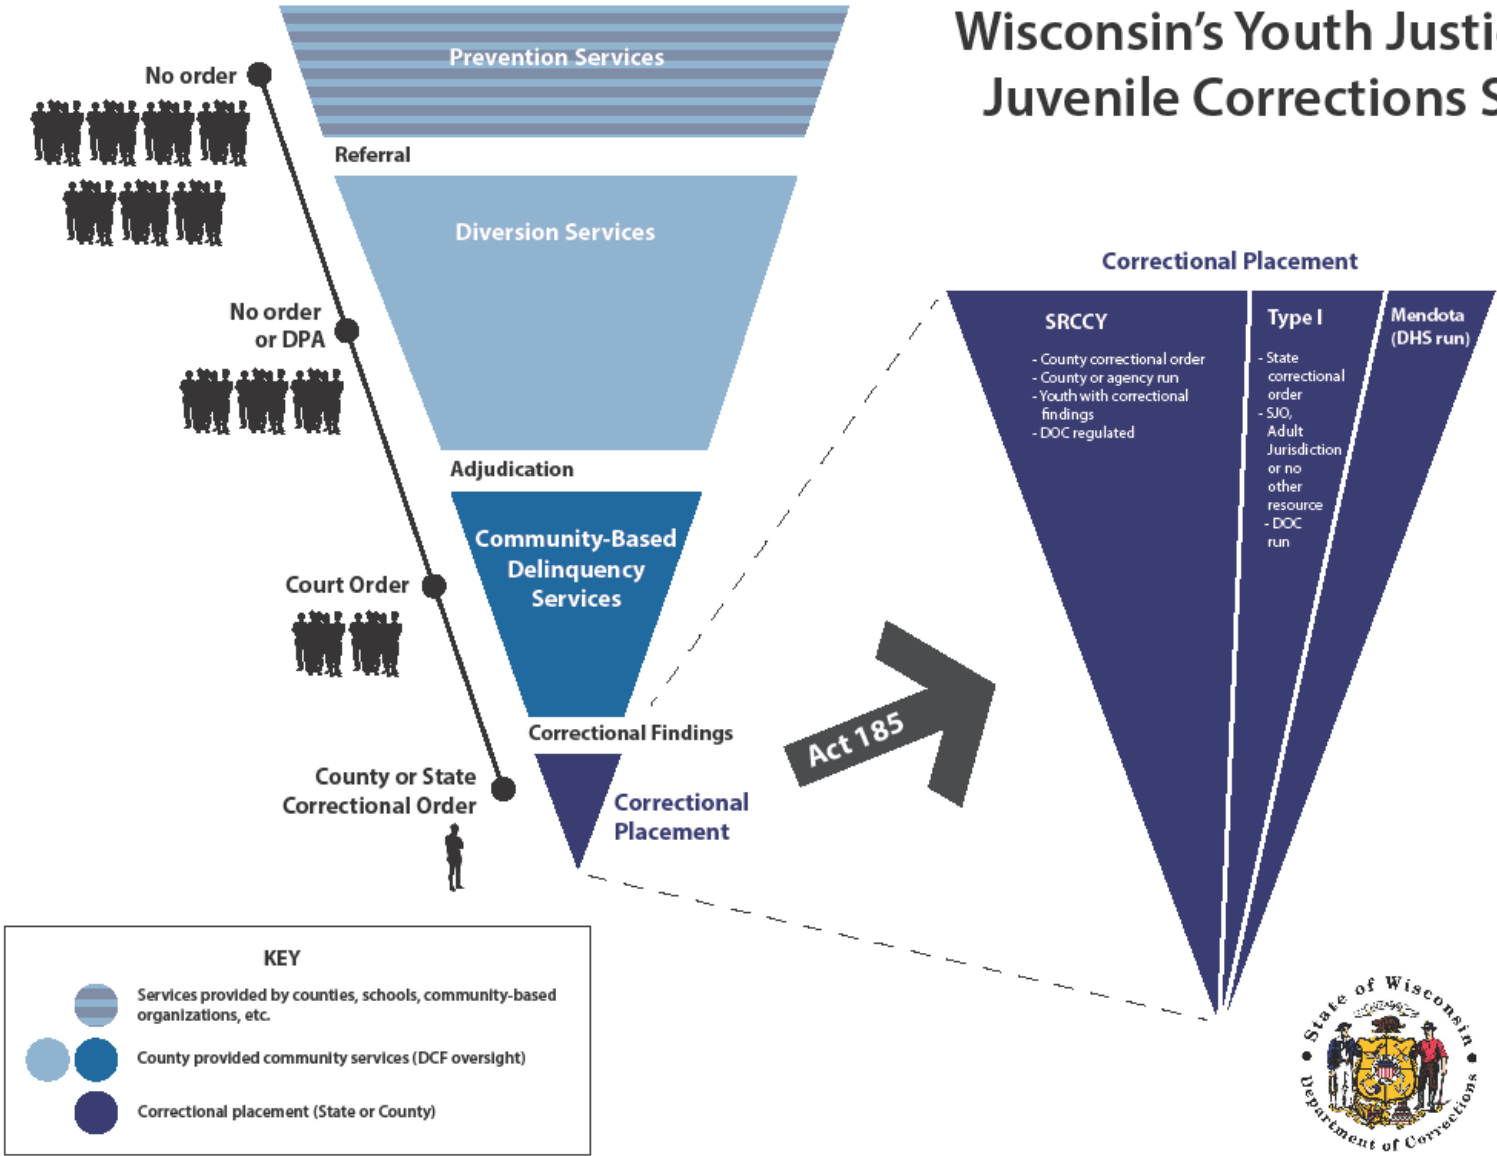 Wisconsin's Youth Justi
Juvenile Corrections S
Prevention Services
No order
Referral
Diversion Services
No order
or DPA
Adjudication
Community-Based
Delinquency
Services
Court Order
Correctional Findings
County or State
Correctional Order
Correctional
Placement
Act 185
Correctional Placement
SRCCY
- County correctional order
- County or agency run
- Youth with correctional
findings
- DOC regulated
Type I
- State
correctional
order
- SJO,
Adult
Jurisdiction
or no
other
resource
- DOC
run
Mendota
(DHS run)
KEY
Services provided by counties, schools, community-based
organizations, etc.
County provided community services (DCF oversight)
Correctional placement (State or County)
State of Wisconsin
Department of Corrections